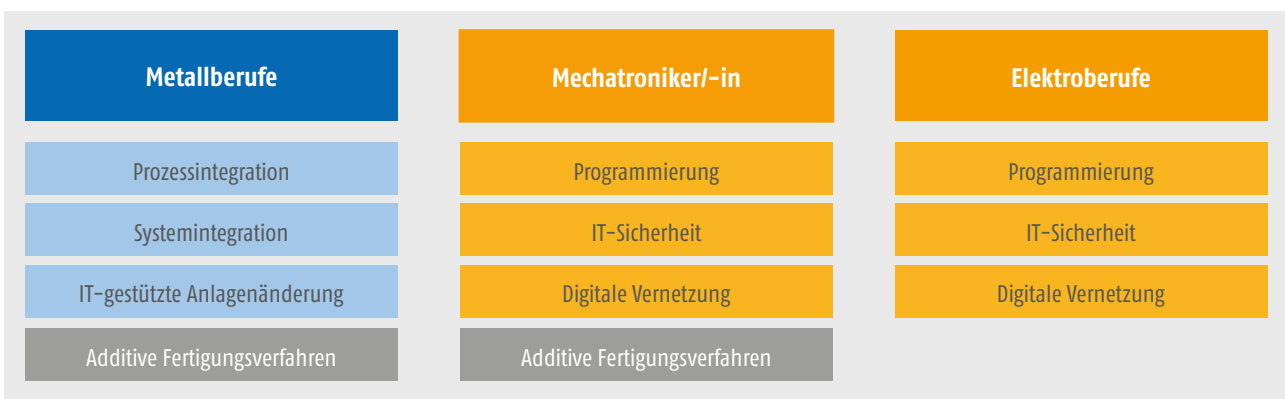 Metallberufe
Prozessintegration
Systemintegration
IT-gestützte Anlagenänderung
Additive Fertigungsverfahren
Mechatroniker/-in
Programmierung
IT-Sicherheit
Digitale Vernetzung
Additive Fertigungsverfahren
Elektroberufe
Programmierung
IT-Sicherheit
Digitale Vernetzung